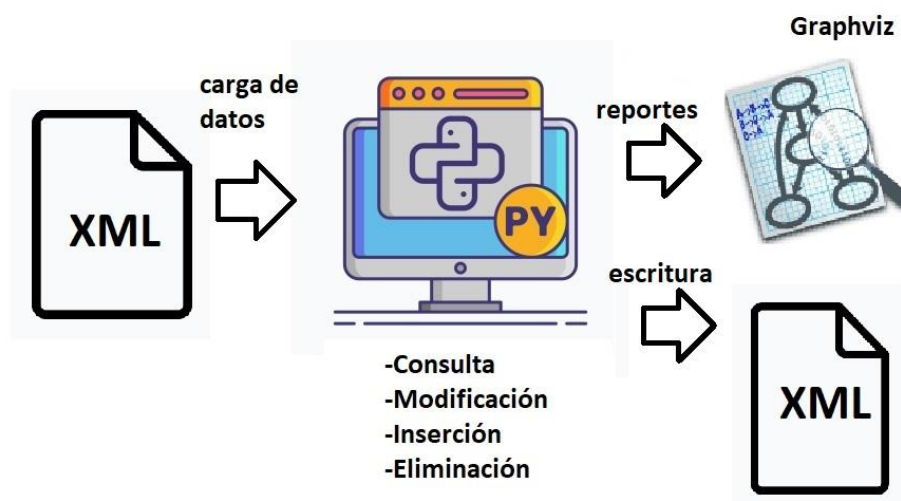 Graphviz
carga de
datos
reportes
XML
PY
escritura
XML
-Consulta
-Modificación
-Inserción
-Eliminación